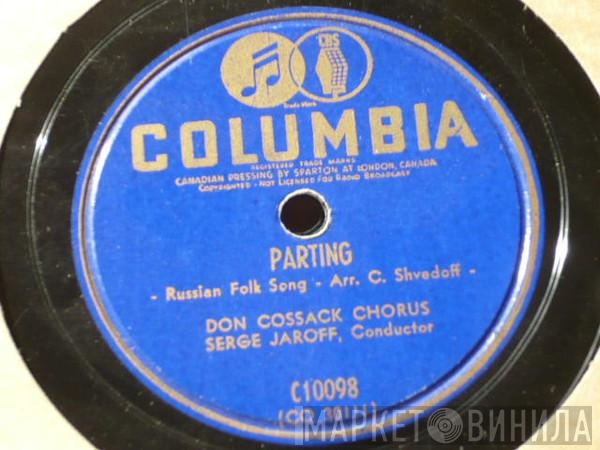 CBS
Trade Mark
COLUMBIA
REGISTERED TRADE MARKS
CANADIAN PRESSING BY SPARTON AT LONDON, CANADA
COPYRIGHTED - NOT LICENSED FOR RADIO BROADCAST
PARTING
- Russian Folk Song - Arr. C. Shvedoff -
DON COSSACK CHORUS
SERGE JAROFF, Conductor
C10098
МАРКЕТ ВИНИЛА